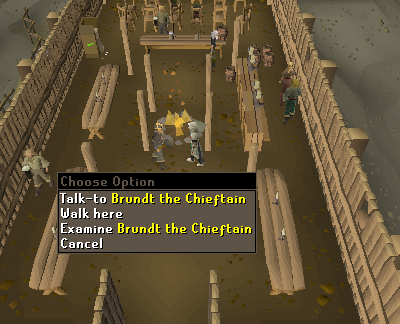 Choose Option
Talk-to Brundt the Chieftain
Walk here
Examine Brundt the Chieftain
Cancel